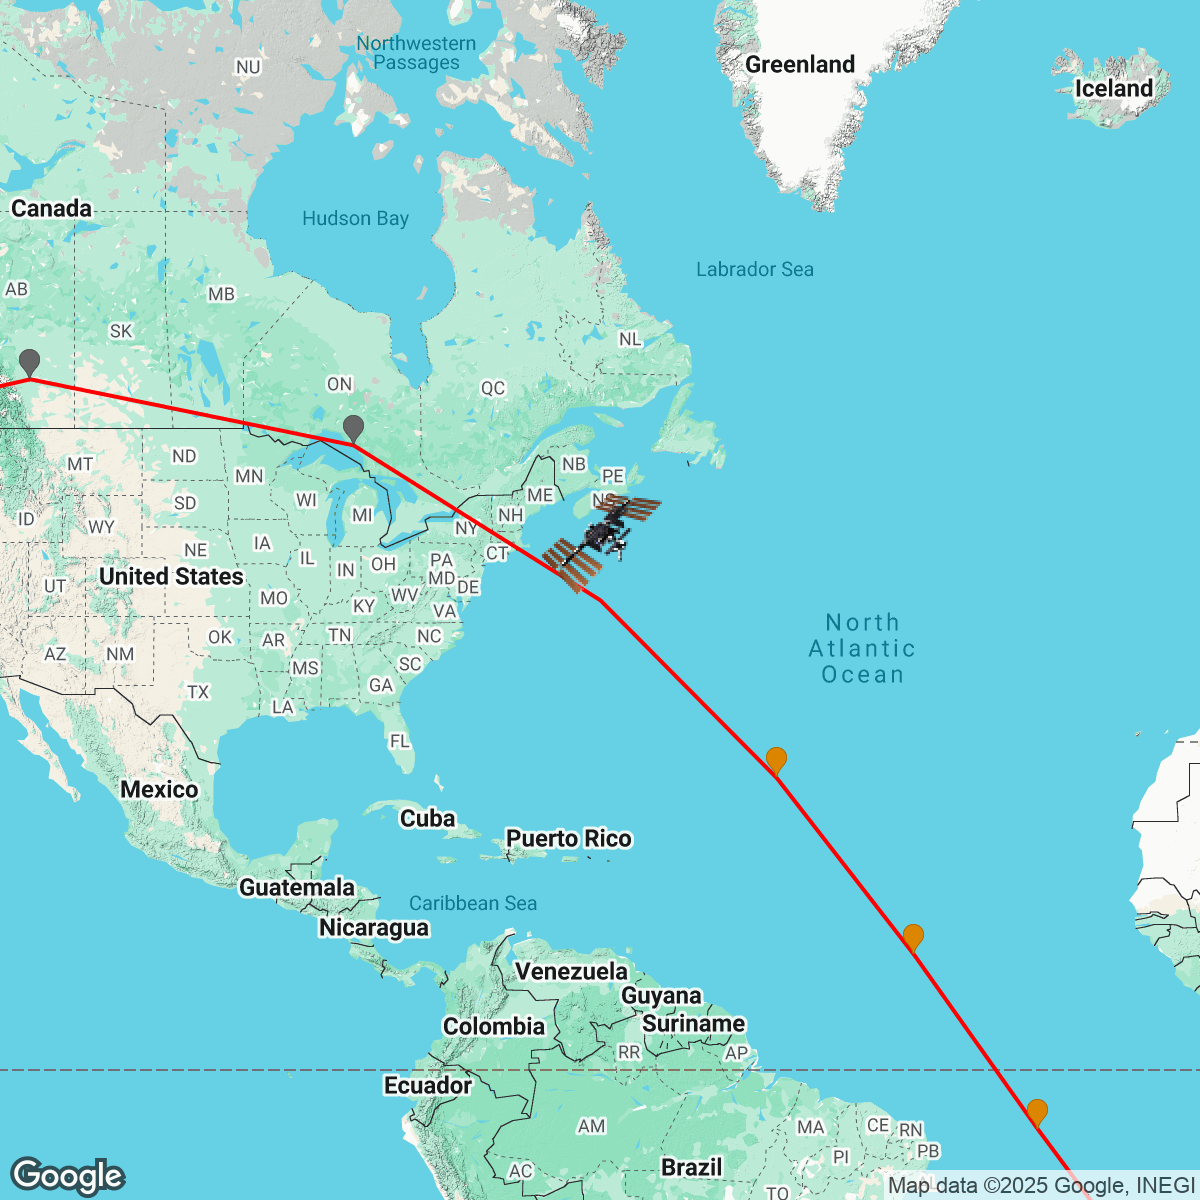 Northwestern
Passages
NU
Greenland
Iceland
Canada
Hudson Bay
Labrador Sea
AB
MB
SK
NL
ON
QC
MT
ND
NB
PE
MN
ME
NS
SD
WI
NH
ID
WY
MI
NY
IA
NE
IL
CT
OH
PA
IN
United States
UT
MD
DE
MO
WV
KY
VA
North
Atlantic
Ocean
OK
AR
TN
NC
AZ
NM
MS
SC
TX
GA
LA
FL
Mexico
Cuba
Puerto Rico
Guatemala
Caribbean Sea
Nicaragua
Venezuela
Guyana
Colombia
Suriname
RR
AP
Ecuador
AM
MA
CE
RN
PI
PB
AC
Brazil
TO
Google
Map data ©2025 Google, INEGI